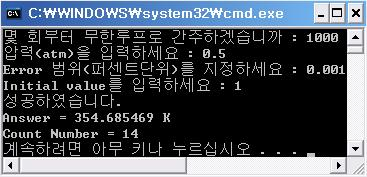 C:\WINDOWS\system32\cmd.exe
몇 회부터 무한루프로 간주하겠습니까 : 1000
압력(atm)을 입력하세요 : 0.5
Error 범위(퍼센트단위)를 지정하세요 : 0.001
Initial value를 입력하세요 : 1
성공하였습니다.
Answer = 354.685469 K
Count Number = 14
계속하려면 아무 키나 누르십시오 . . .